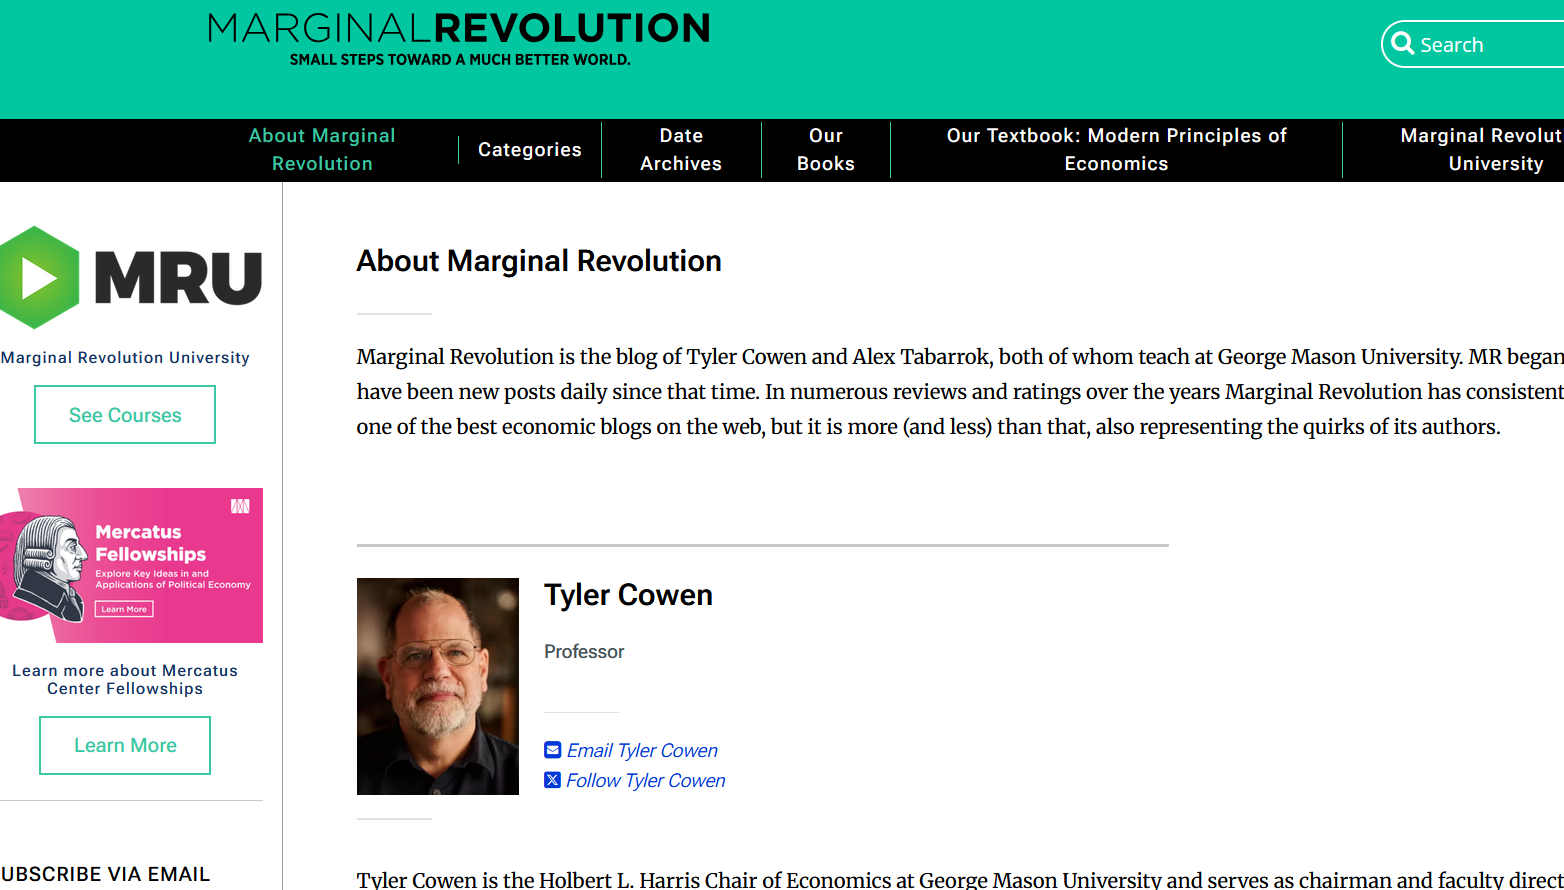 MARGINALREVOLUTION
SMALL STEPS TOWARD A MUCH BETTER WORLD.
Search
About Marginal
Revolution
Categories
Date
Archives
Our
Books
Our Textbook: Modern Principles of
Economics
Marginal Revolut
University
MRU
Marginal Revolution University
See Courses
Mercatus
Fellowships
Explore Key Ideas in and
Applications of Political Economy
Learn More
Learn more about Mercatus
Center Fellowships
Learn More
UBSCRIBE VIA EMAIL
About Marginal Revolution
Marginal Revolution is the blog of Tyler Cowen and Alex Tabarrok, both of whom teach at George Mason University. MR began
have been new posts daily since that time. In numerous reviews and ratings over the years Marginal Revolution has consistent
one of the best economic blogs on the web, but it is more (and less) than that, also representing the quirks of its authors.
Tyler Cowen
Professor
Email Tyler Cowen
Follow Tyler Cowen
Tyler Cowen is the Holbert L. Harris Chair of Economics at George Mason University and serves as chairman and faculty direct